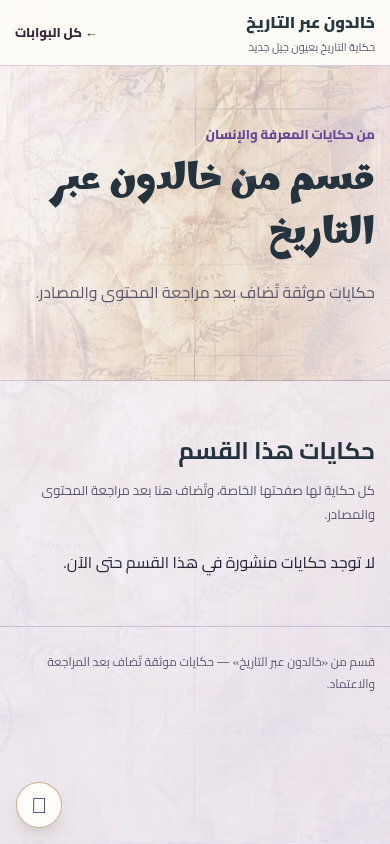 خالدون عبر التاريخ
حكاية التاريخ بعيون جيل جديد
← كل البوابات
من حكايات المعرفة والإنسان
قسم من خالدون عبر
التاريخ
حكايات موثقة تُضاف بعد مراجعة المحتوى والمصادر.
حكايات هذا القسم
كل حكاية لها صفحتها الخاصة، وتُضاف هنا بعد مراجعة المحتوى
والمصادر.
لا توجد حكايات منشورة في هذا القسم حتى الآن.
قسم من «خالدون عبر التاريخ» — حكايات موثقة تُضاف بعد المراجعة
والاعتماد.